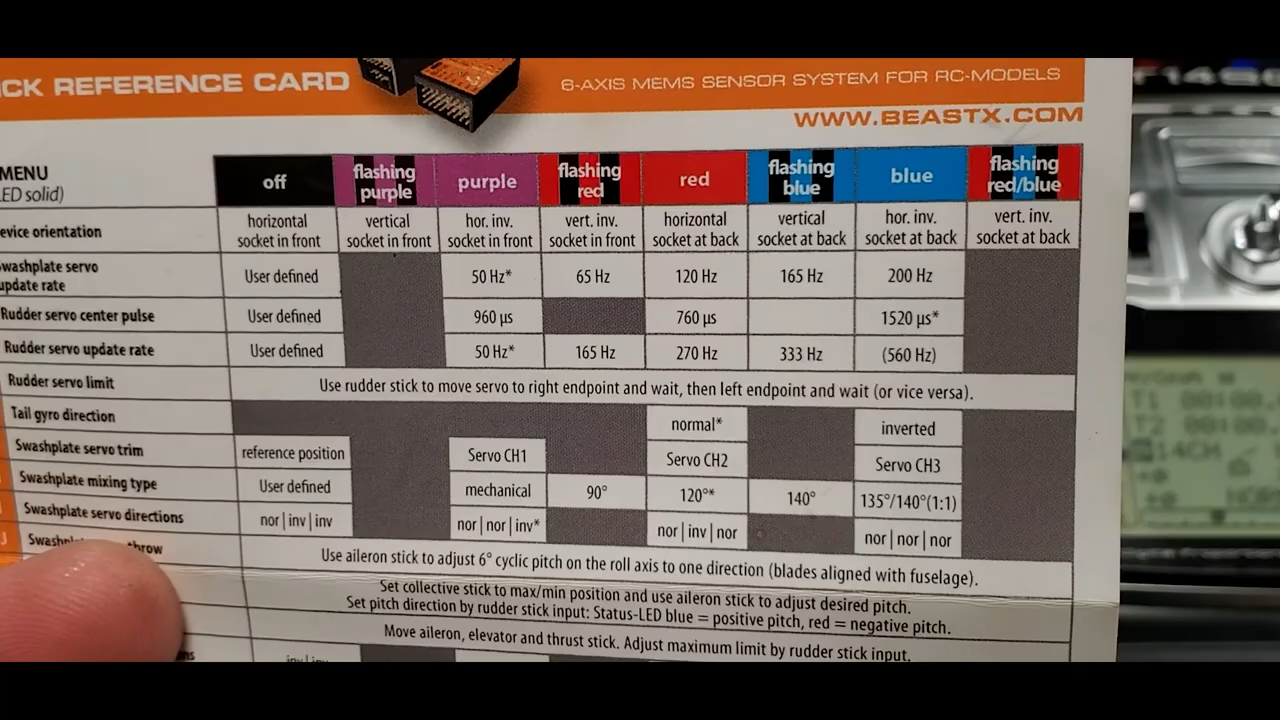 CK REFERENCE CARD
6-AXIS MEMS SENSOR SYSTEM FOR RC-MODELS
WWW.BEASTX.COM
MENU
ED solid)
off
flashing
purple
purple
flashing
red
red
flashing
blue
blue
flashing
red/blue
evice orientation
horizontal
socket in front
vertical
socket in front
hor. inv.
socket in front
vert. inv.
socket in front
horizontal
socket at back
vertical
socket at back
hor. inv.
socket at back
vert. inv.
socket at back
washplate servo
update rate
User defined
50 Hz*
65 Hz
120 Hz
165 Hz
200 Hz
Rudder servo center pulse
User defined
960 µs
760 µs
1520 µs*
Rudder servo update rate
User defined
50 Hz*
165 Hz
270 Hz
333 Hz
(560 Hz)
Rudder servo limit
Use rudder stick to move servo to right endpoint and wait, then left endpoint and wait (or vice versa).
Tail gyro direction
normal*
inverted
Swashplate servo trim
reference position
Servo CH1
Servo CH2
Servo CH3
Swashplate mixing type
User defined
mechanical
90°
120°*
140°
135°/140°(1:1)
Swashplate servo directions
nor|inv|inv
nor|nor|inv*
nor|inv|nor
nor|nor|nor
throw
Use aileron stick to adjust 6° cyclic pitch on the roll axis to one direction (blades aligned with fuselage).
Set collective stick to max/min position and use aileron stick to adjust desired pitch.
Set pitch direction by rudder stick input: Status-LED blue = positive pitch, red = negative pitch.
Move aileron, elevator and thrust stick. Adjust maximum limit by rudder stick input.
T1
T2
14CH